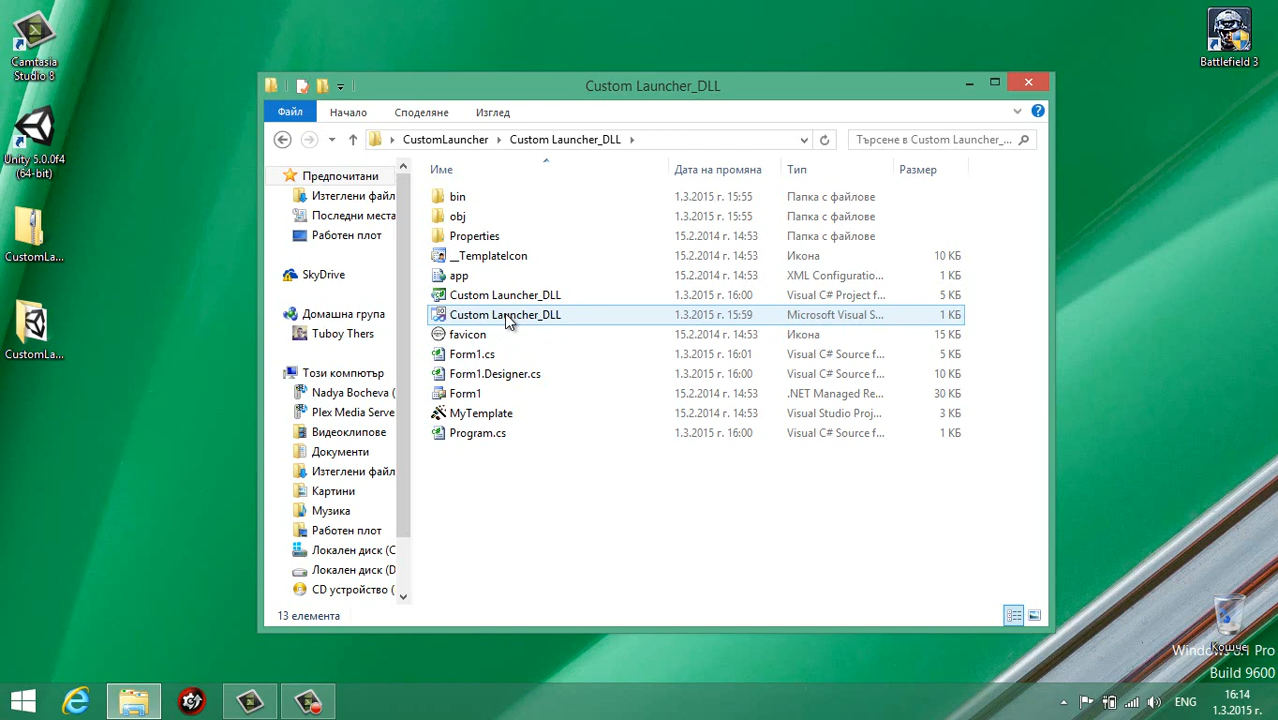 Camtasia
Studio 8
Unity 5.0.0f4
(64-bit)
CustomLa...
CustomLa...
Battlefield 3
Custom Launcher_DLL
Файл
Начало
Споделяне
Изглед
CustomLauncher
Custom Launcher_DLL
Търсене в Custom Launcher_...
Предпочитани
Изтеглени файл
Последни места
Работен плот
SkyDrive
Домашна група
Tuboy Thers
Този компютър
Nadya Bocheva (
Plex Media Serve
Видеоклипове
Документи
Изтеглени файл
Картини
Музика
Работен плот
Локален диск (C
Локален диск (D
CD устройство (
Име Дата на промяна Тип Размер
bin 1.3.2015 г. 15:55 Папка с файлове
obj 1.3.2015 г. 15:55 Папка с файлове
Properties 15.2.2014 г. 14:53 Папка с файлове
__TemplateIcon 15.2.2014 г. 14:53 Икона 10 КБ
app 15.2.2014 г. 14:53 XML Configuratio... 1 КБ
Custom Launcher_DLL 1.3.2015 г. 16:00 Visual C# Project f... 5 КБ
Custom Launcher_DLL 1.3.2015 г. 15:59 Microsoft Visual S... 1 КБ
favicon 15.2.2014 г. 14:53 Икона 15 КБ
Form1.cs 1.3.2015 г. 16:01 Visual C# Source f... 5 КБ
Form1.Designer.cs 1.3.2015 г. 16:00 Visual C# Source f... 10 КБ
Form1 15.2.2014 г. 14:53 .NET Managed Re... 30 КБ
MyTemplate 15.2.2014 г. 14:53 Visual Studio Proj... 3 КБ
Program.cs 1.3.2015 г. 16:00 Visual C# Source f... 1 КБ
13 елемента
Кошче
Windows 8.1 Pro
Build 9600
ENG
16:14
1.3.2015 г.